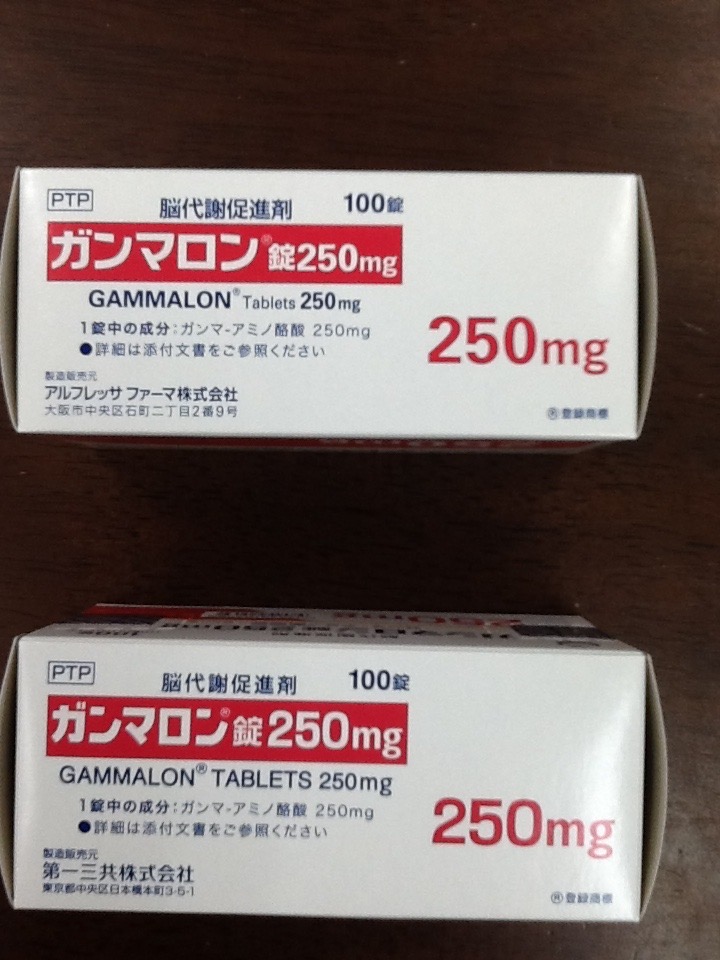 PTP
脳代謝促進剤 100錠
ガンマロン®錠250mg
GAMMALON® Tablets 250mg
1錠中の成分:ガンマ-アミノ酪酸 250mg
●詳細は添付文書をご参照ください
250mg
製造販売元
アルフレッサ ファーマ株式会社
大阪市中央区石町二丁目2番9号
®登録商標
PTP
脳代謝促進剤 100錠
ガンマロン®錠250mg
GAMMALON® TABLETS 250mg
1錠中の成分:ガンマ-アミノ酪酸 250mg
●詳細は添付文書をご参照ください
250mg
製造販売元
第一三共株式会社
東京都中央区日本橋本町3-5-1
®登録商標